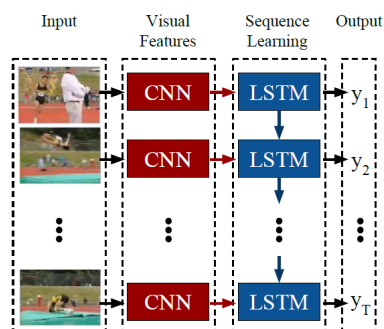 Input Visual Features Sequence Learning Output
CNN LSTM y1
CNN LSTM y2
CNN LSTM yT